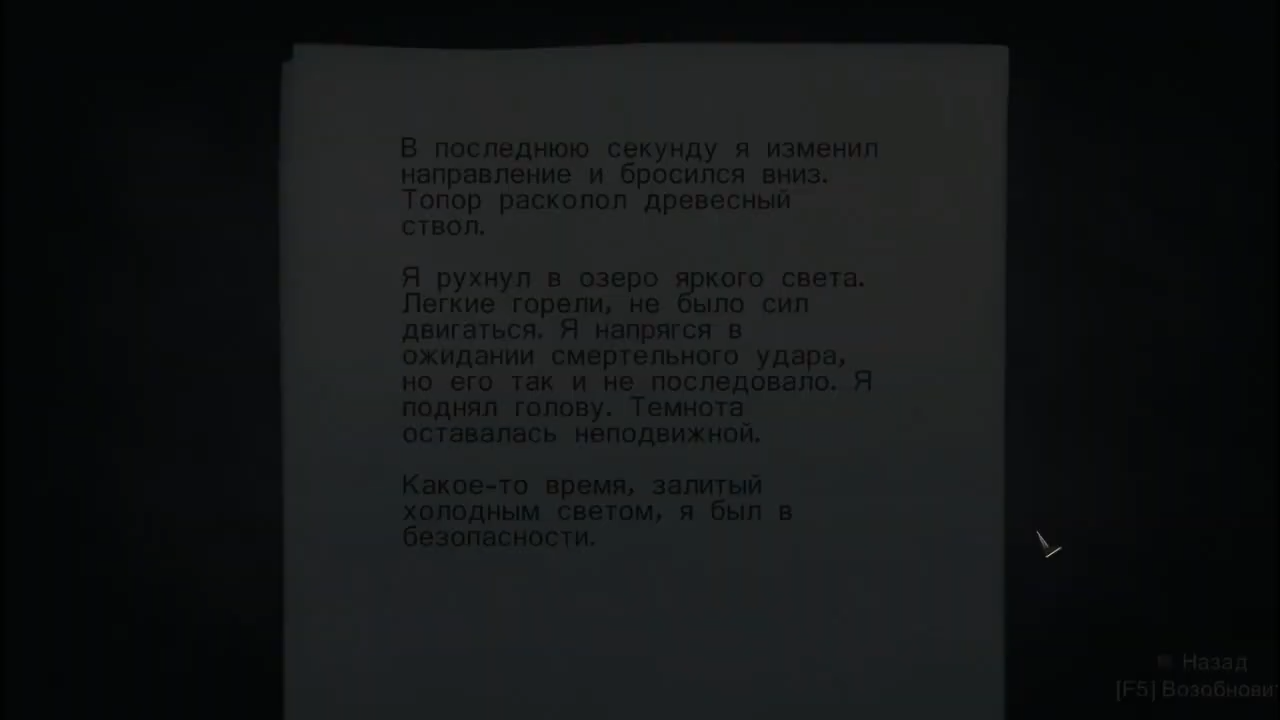 В последнюю секунду я изменил
направление и бросился вниз.
Топор расколол древесный
ствол.
Я рухнул в озеро яркого света.
Легкие горели, не было сил
двигаться. Я напрягся в
ожидании смертельного удара,
но его так и не последовало. Я
поднял голову. Темнота
оставалась неподвижной.
Какое-то время, залитый
холодным светом, я был в
безопасности.
Назад
[F5] Возобнови